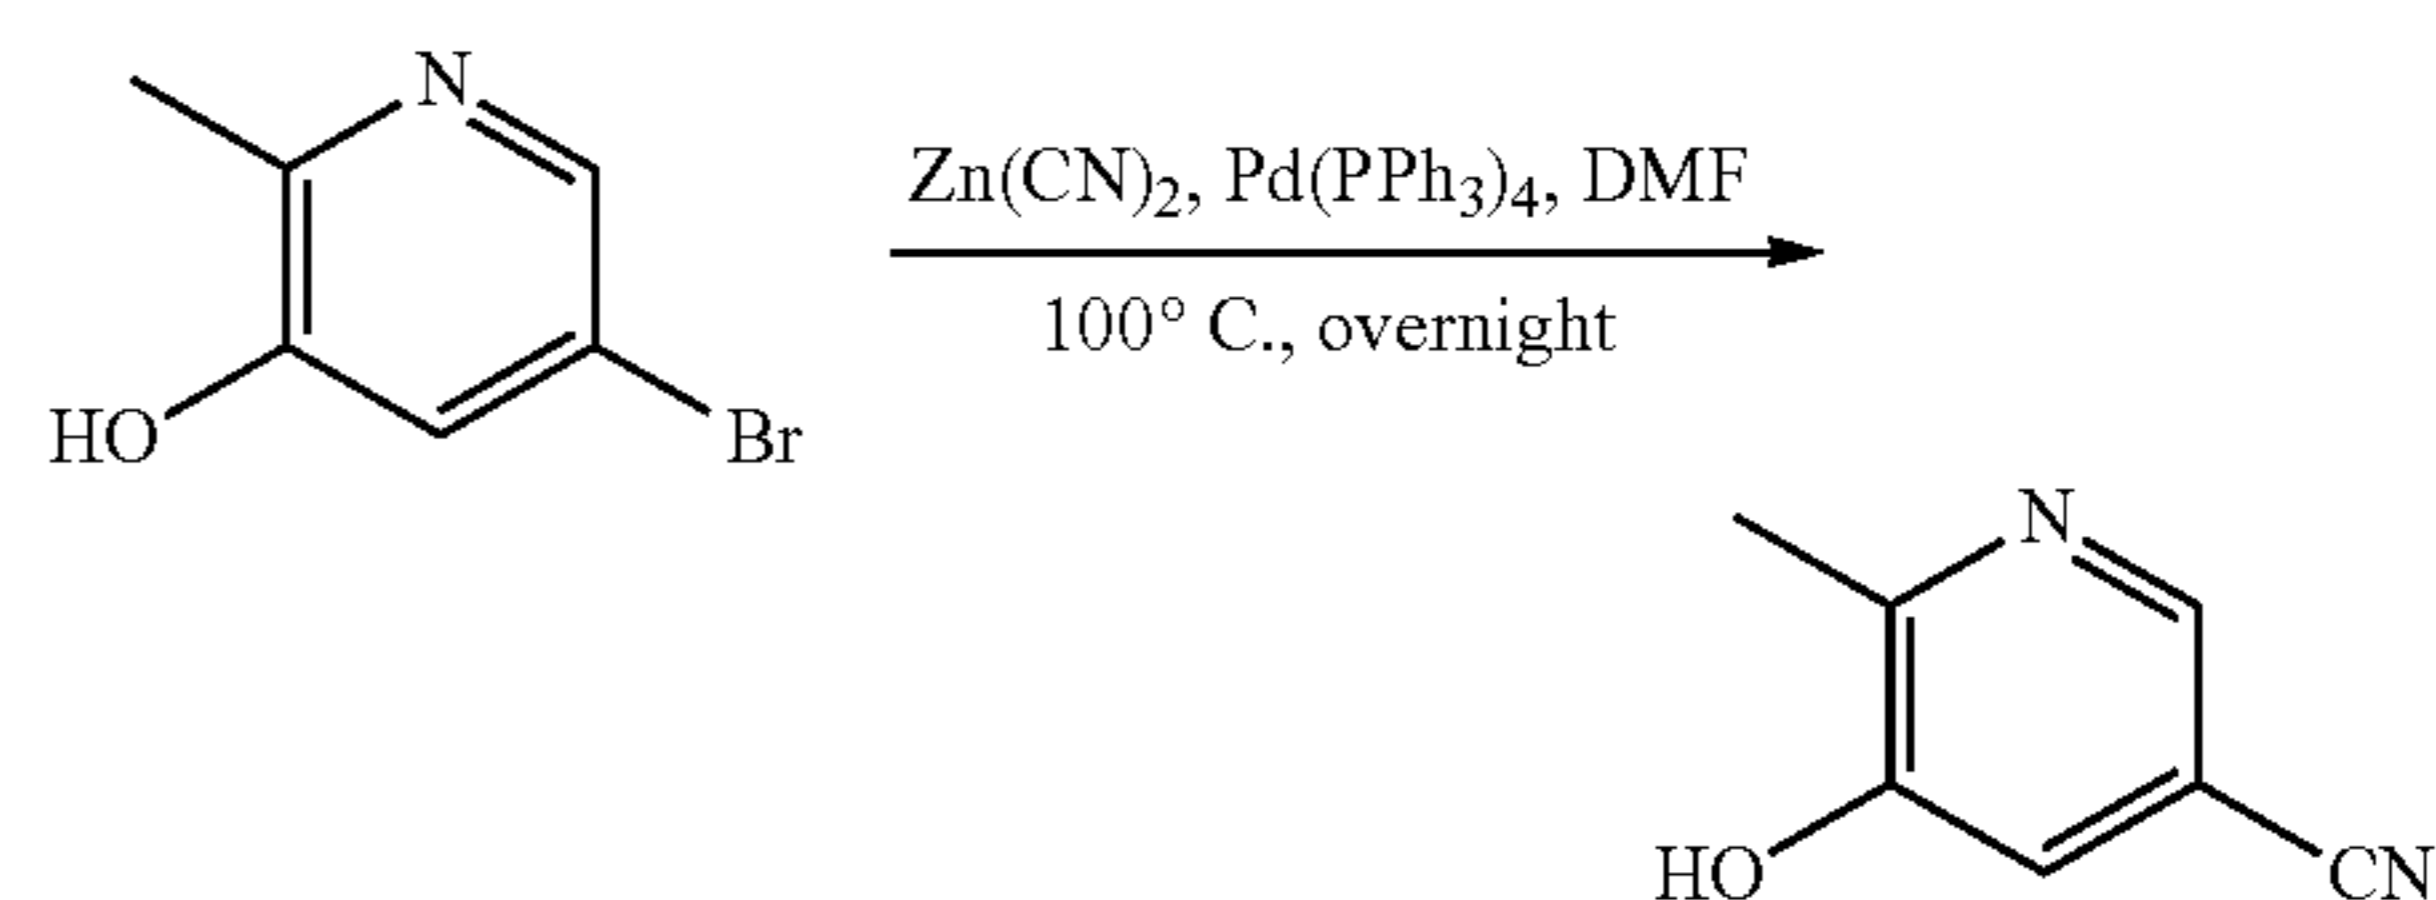 N
Zn(CN)2, Pd(PPh3)4, DMF
100° C., overnight
HO
Br
N
HO
CN